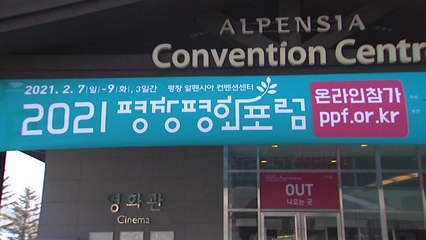 ALPENSIA
Convention Centr
2021. 2. 7(일)-9(화), 3일간 평창 알펜시아 컨벤션센터
2021 평창평화포럼
온라인참가
ppf.or.kr
영화관
Cinema
OUT
나오는 곳